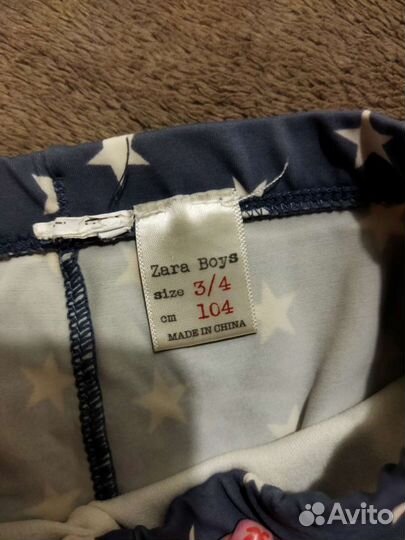 Zara Boys
size 3/4
cm 104
MADE IN CHINA
Avito